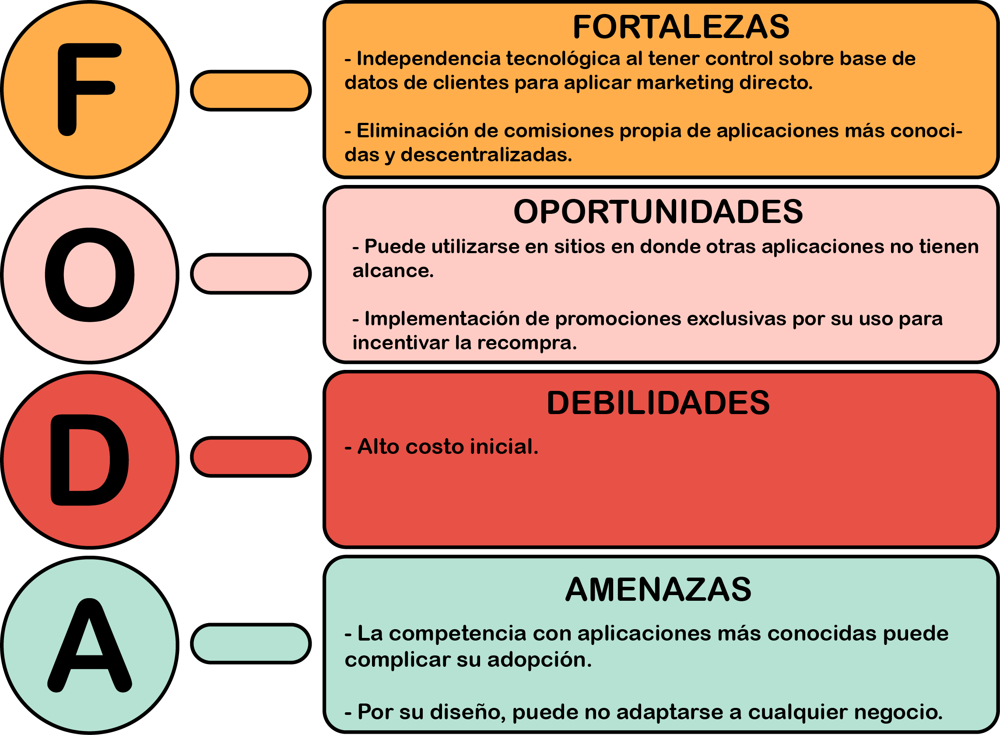 F
FORTALEZAS
- Independencia tecnológica al tener control sobre base de
datos de clientes para aplicar marketing directo.
- Eliminación de comisiones propia de aplicaciones más conoci-
das y descentralizadas.
O
OPORTUNIDADES
- Puede utilizarse en sitios en donde otras aplicaciones no tienen
alcance.
- Implementación de promociones exclusivas por su uso para
incentivar la recompra.
D
DEBILIDADES
- Alto costo inicial.
A
AMENAZAS
- La competencia con aplicaciones más conocidas puede
complicar su adopción.
- Por su diseño, puede no adaptarse a cualquier negocio.